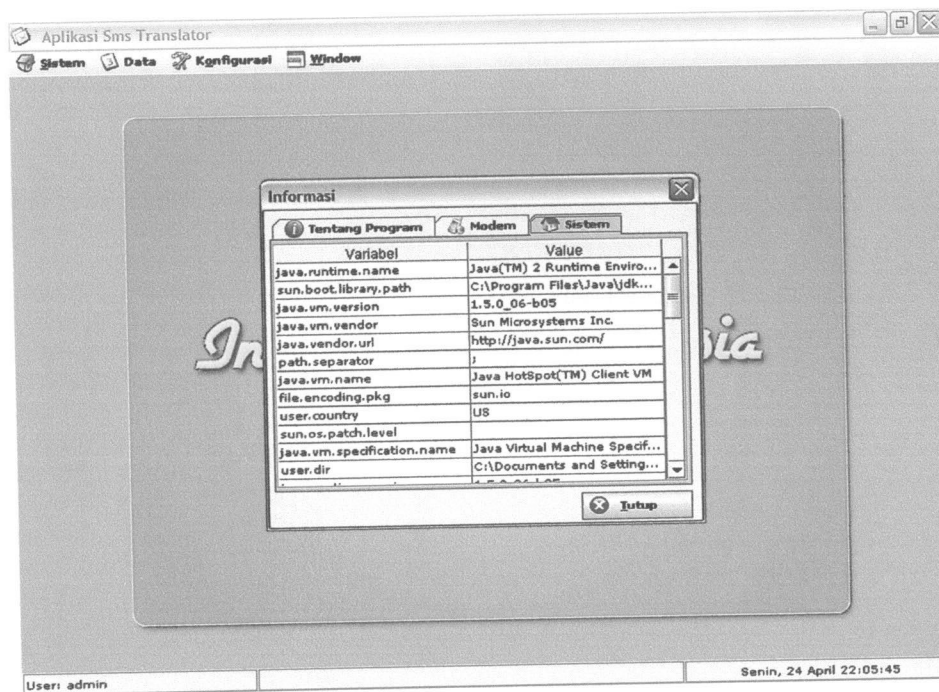 Aplikasi Sms Translator
Sistem Data Konfigurasi Window
Informasi
Tentang Program Modem Sistem
Variabel Value
java.runtime.name Java(TM) 2 Runtime Enviro...
sun.boot.library.path C:\Program Files\Java\jdk...
java.vm.version 1.5.0_06-b05
java.vm.vendor Sun Microsystems Inc.
java.vendor.url http://java.sun.com/
path.separator ;
java.vm.name Java HotSpot(TM) Client VM
file.encoding.pkg sun.io
user.country US
sun.os.patch.level
java.vm.specification.name Java Virtual Machine Specif...
user.dir C:\Documents and Setting...
In sia
Tutup
User: admin Senin, 24 April 22:05:45